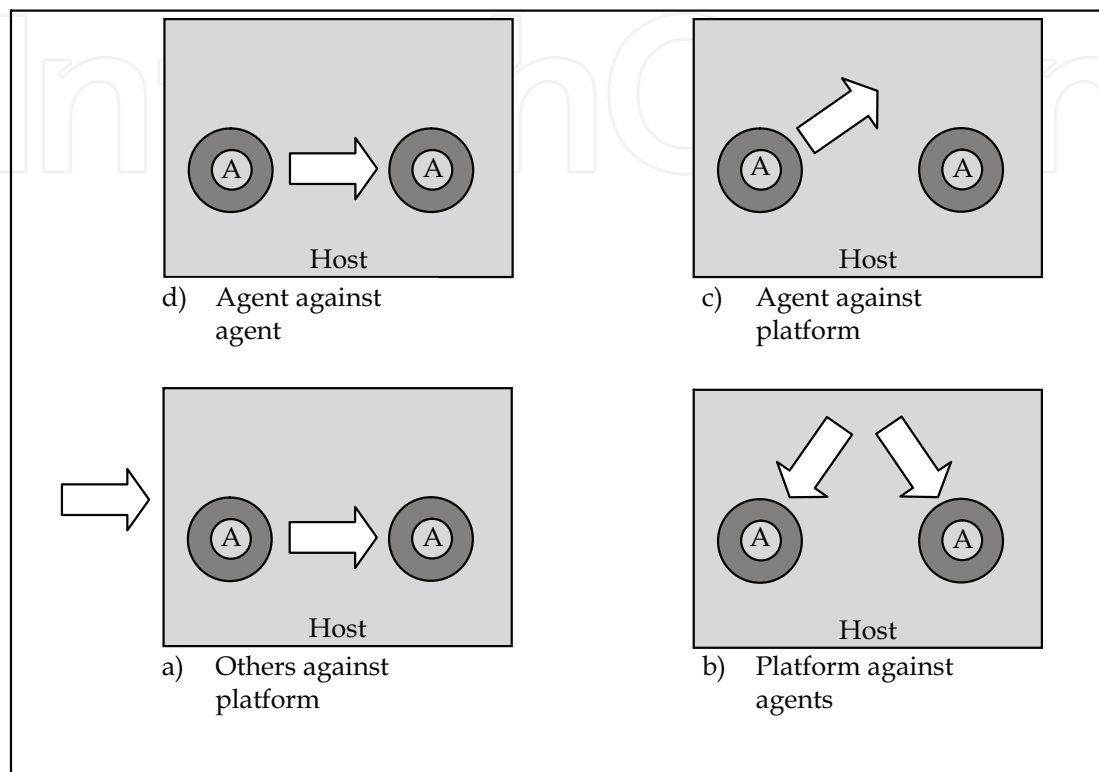 A
A
Host
d) Agent against
agent
A
A
Host
c) Agent against
platform
A
A
Host
a) Others against
platform
A
A
Host
b) Platform against
agents